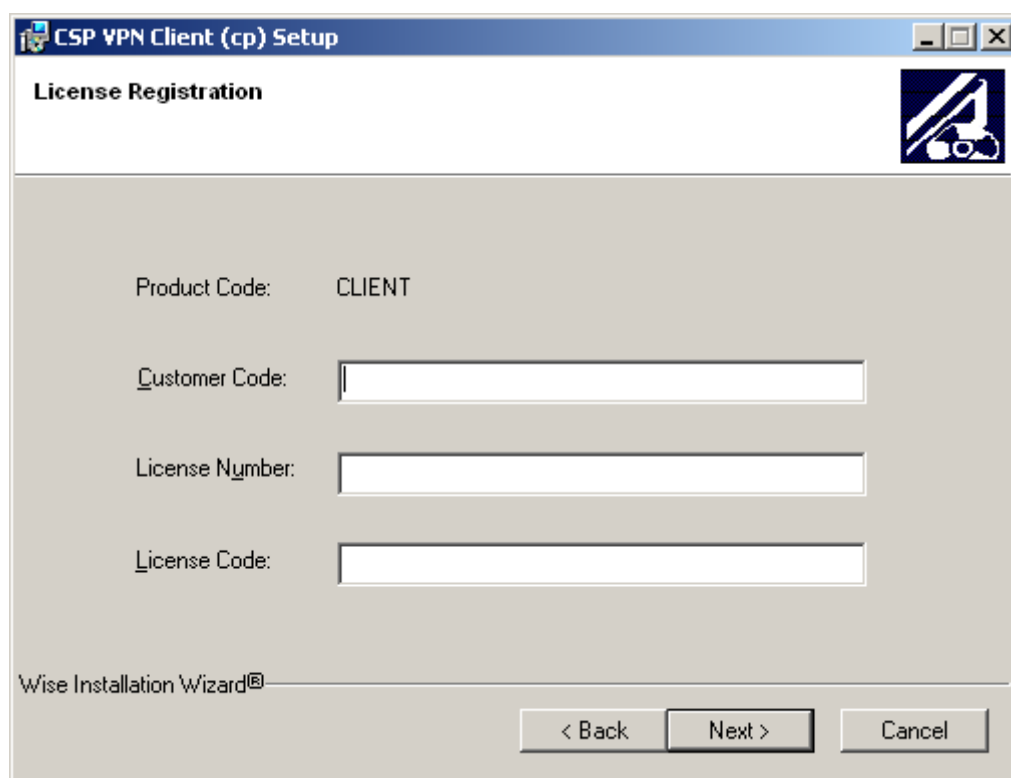 CSP VPN Client (cp) Setup
License Registration
Product Code: CLIENT
Customer Code:
License Number:
License Code:
Wise Installation Wizard®
< Back Next > Cancel